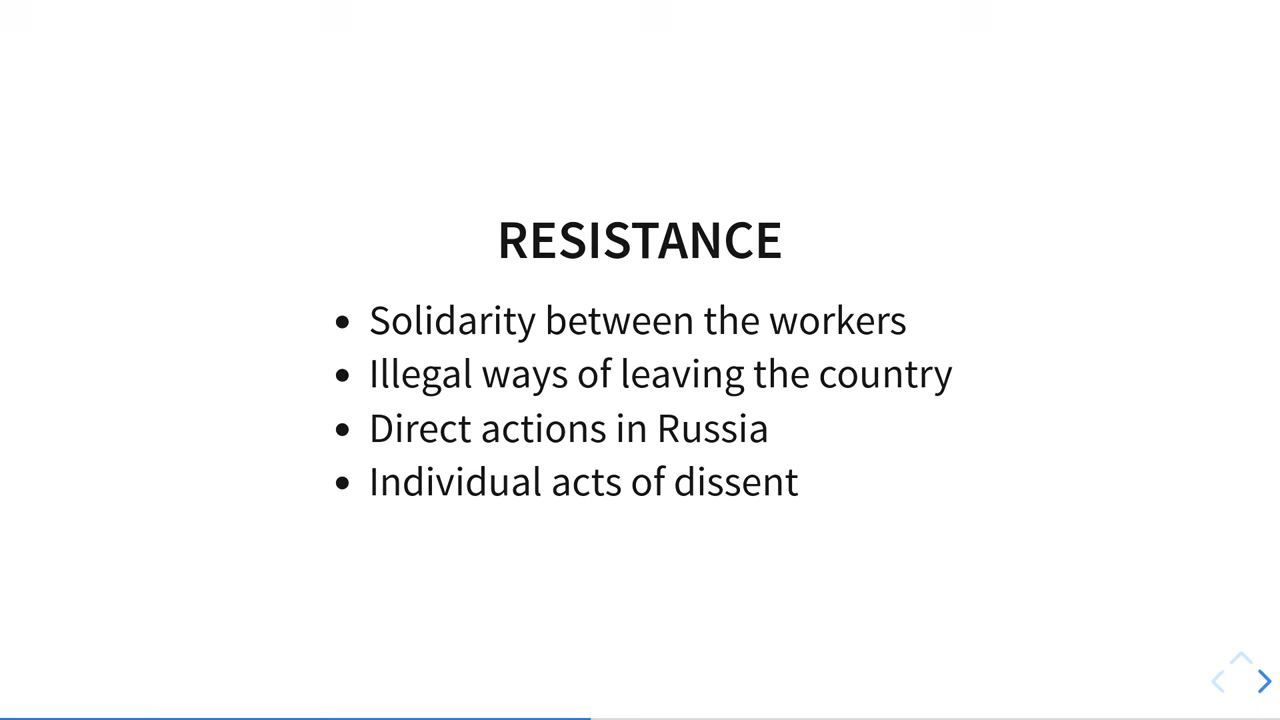 RESISTANCE
• Solidarity between the workers
• Illegal ways of leaving the country
• Direct actions in Russia
• Individual acts of dissent